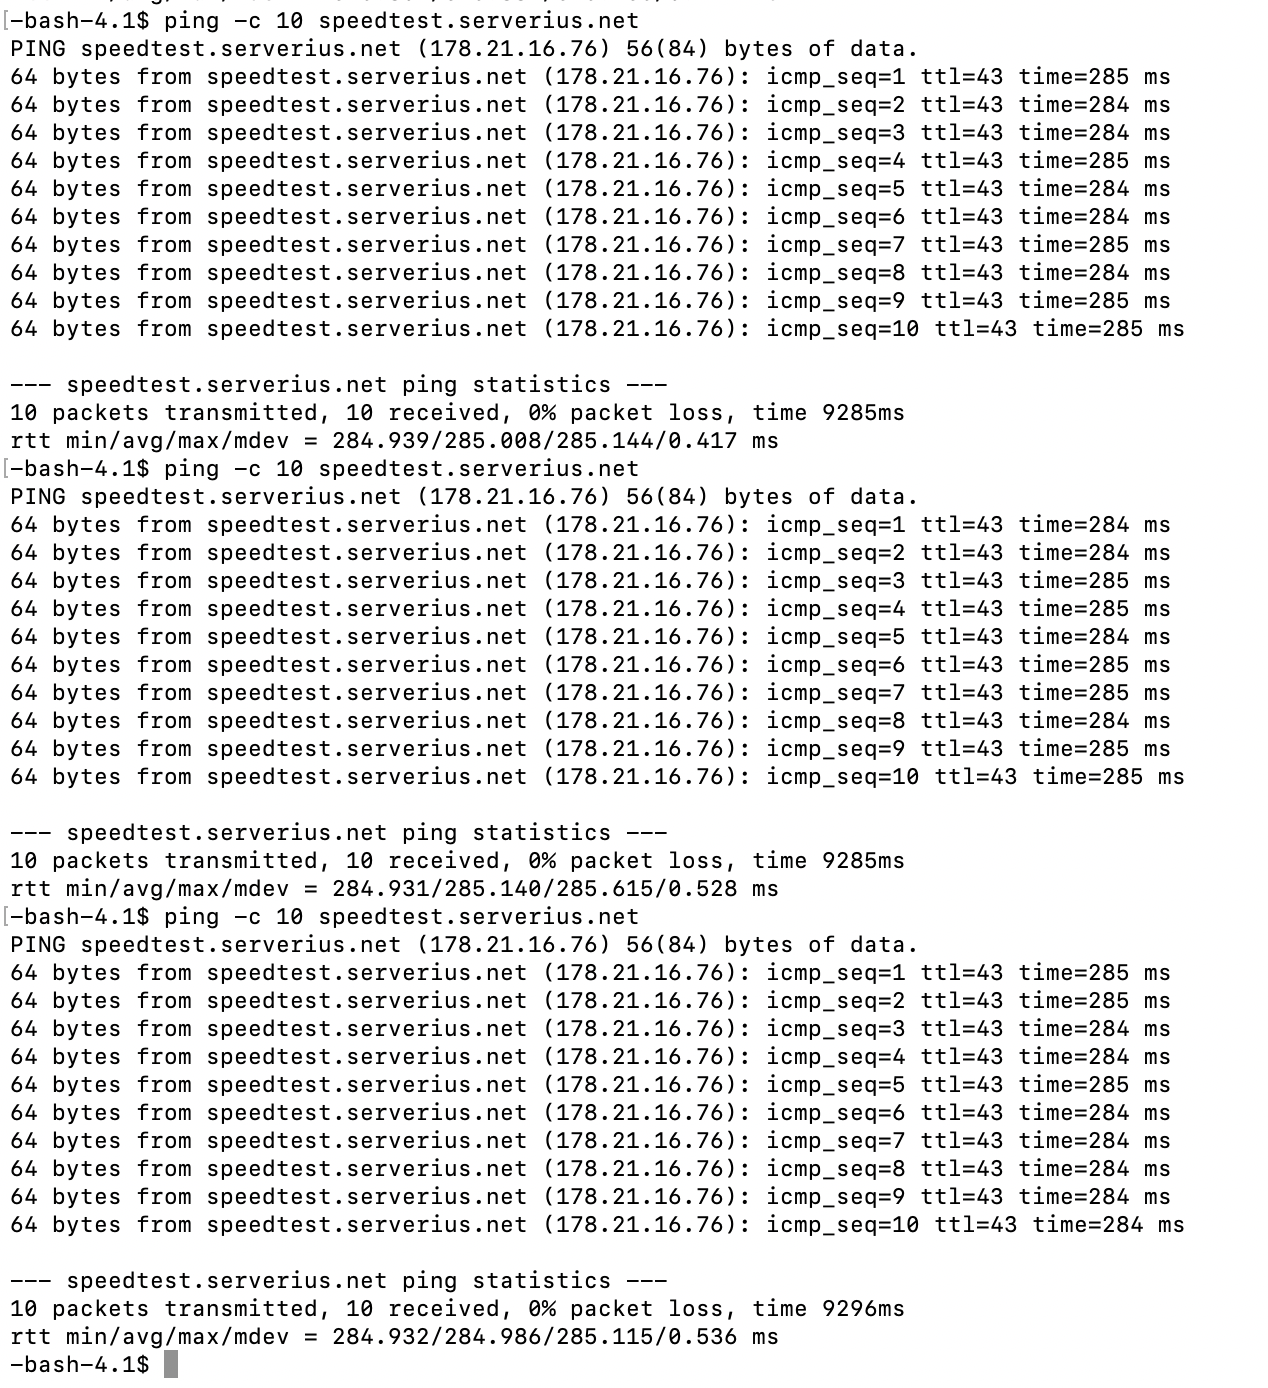 [-bash-4.1$ ping -c 10 speedtest.serverius.net
PING speedtest.serverius.net (178.21.16.76) 56(84) bytes of data.
64 bytes from speedtest.serverius.net (178.21.16.76): icmp_seq=1 ttl=43 time=285 ms
64 bytes from speedtest.serverius.net (178.21.16.76): icmp_seq=2 ttl=43 time=284 ms
64 bytes from speedtest.serverius.net (178.21.16.76): icmp_seq=3 ttl=43 time=284 ms
64 bytes from speedtest.serverius.net (178.21.16.76): icmp_seq=4 ttl=43 time=285 ms
64 bytes from speedtest.serverius.net (178.21.16.76): icmp_seq=5 ttl=43 time=284 ms
64 bytes from speedtest.serverius.net (178.21.16.76): icmp_seq=6 ttl=43 time=284 ms
64 bytes from speedtest.serverius.net (178.21.16.76): icmp_seq=7 ttl=43 time=285 ms
64 bytes from speedtest.serverius.net (178.21.16.76): icmp_seq=8 ttl=43 time=284 ms
64 bytes from speedtest.serverius.net (178.21.16.76): icmp_seq=9 ttl=43 time=285 ms
64 bytes from speedtest.serverius.net (178.21.16.76): icmp_seq=10 ttl=43 time=285 ms
--- speedtest.serverius.net ping statistics ---
10 packets transmitted, 10 received, 0% packet loss, time 9285ms
rtt min/avg/max/mdev = 284.939/285.008/285.144/0.417 ms
[-bash-4.1$ ping -c 10 speedtest.serverius.net
PING speedtest.serverius.net (178.21.16.76) 56(84) bytes of data.
64 bytes from speedtest.serverius.net (178.21.16.76): icmp_seq=1 ttl=43 time=284 ms
64 bytes from speedtest.serverius.net (178.21.16.76): icmp_seq=2 ttl=43 time=284 ms
64 bytes from speedtest.serverius.net (178.21.16.76): icmp_seq=3 ttl=43 time=285 ms
64 bytes from speedtest.serverius.net (178.21.16.76): icmp_seq=4 ttl=43 time=285 ms
64 bytes from speedtest.serverius.net (178.21.16.76): icmp_seq=5 ttl=43 time=284 ms
64 bytes from speedtest.serverius.net (178.21.16.76): icmp_seq=6 ttl=43 time=285 ms
64 bytes from speedtest.serverius.net (178.21.16.76): icmp_seq=7 ttl=43 time=285 ms
64 bytes from speedtest.serverius.net (178.21.16.76): icmp_seq=8 ttl=43 time=284 ms
64 bytes from speedtest.serverius.net (178.21.16.76): icmp_seq=9 ttl=43 time=285 ms
64 bytes from speedtest.serverius.net (178.21.16.76): icmp_seq=10 ttl=43 time=285 ms
--- speedtest.serverius.net ping statistics ---
10 packets transmitted, 10 received, 0% packet loss, time 9285ms
rtt min/avg/max/mdev = 284.931/285.140/285.615/0.528 ms
[-bash-4.1$ ping -c 10 speedtest.serverius.net
PING speedtest.serverius.net (178.21.16.76) 56(84) bytes of data.
64 bytes from speedtest.serverius.net (178.21.16.76): icmp_seq=1 ttl=43 time=285 ms
64 bytes from speedtest.serverius.net (178.21.16.76): icmp_seq=2 ttl=43 time=285 ms
64 bytes from speedtest.serverius.net (178.21.16.76): icmp_seq=3 ttl=43 time=284 ms
64 bytes from speedtest.serverius.net (178.21.16.76): icmp_seq=4 ttl=43 time=284 ms
64 bytes from speedtest.serverius.net (178.21.16.76): icmp_seq=5 ttl=43 time=285 ms
64 bytes from speedtest.serverius.net (178.21.16.76): icmp_seq=6 ttl=43 time=284 ms
64 bytes from speedtest.serverius.net (178.21.16.76): icmp_seq=7 ttl=43 time=284 ms
64 bytes from speedtest.serverius.net (178.21.16.76): icmp_seq=8 ttl=43 time=284 ms
64 bytes from speedtest.serverius.net (178.21.16.76): icmp_seq=9 ttl=43 time=284 ms
64 bytes from speedtest.serverius.net (178.21.16.76): icmp_seq=10 ttl=43 time=284 ms
--- speedtest.serverius.net ping statistics ---
10 packets transmitted, 10 received, 0% packet loss, time 9296ms
rtt min/avg/max/mdev = 284.932/284.986/285.115/0.536 ms
-bash-4.1$